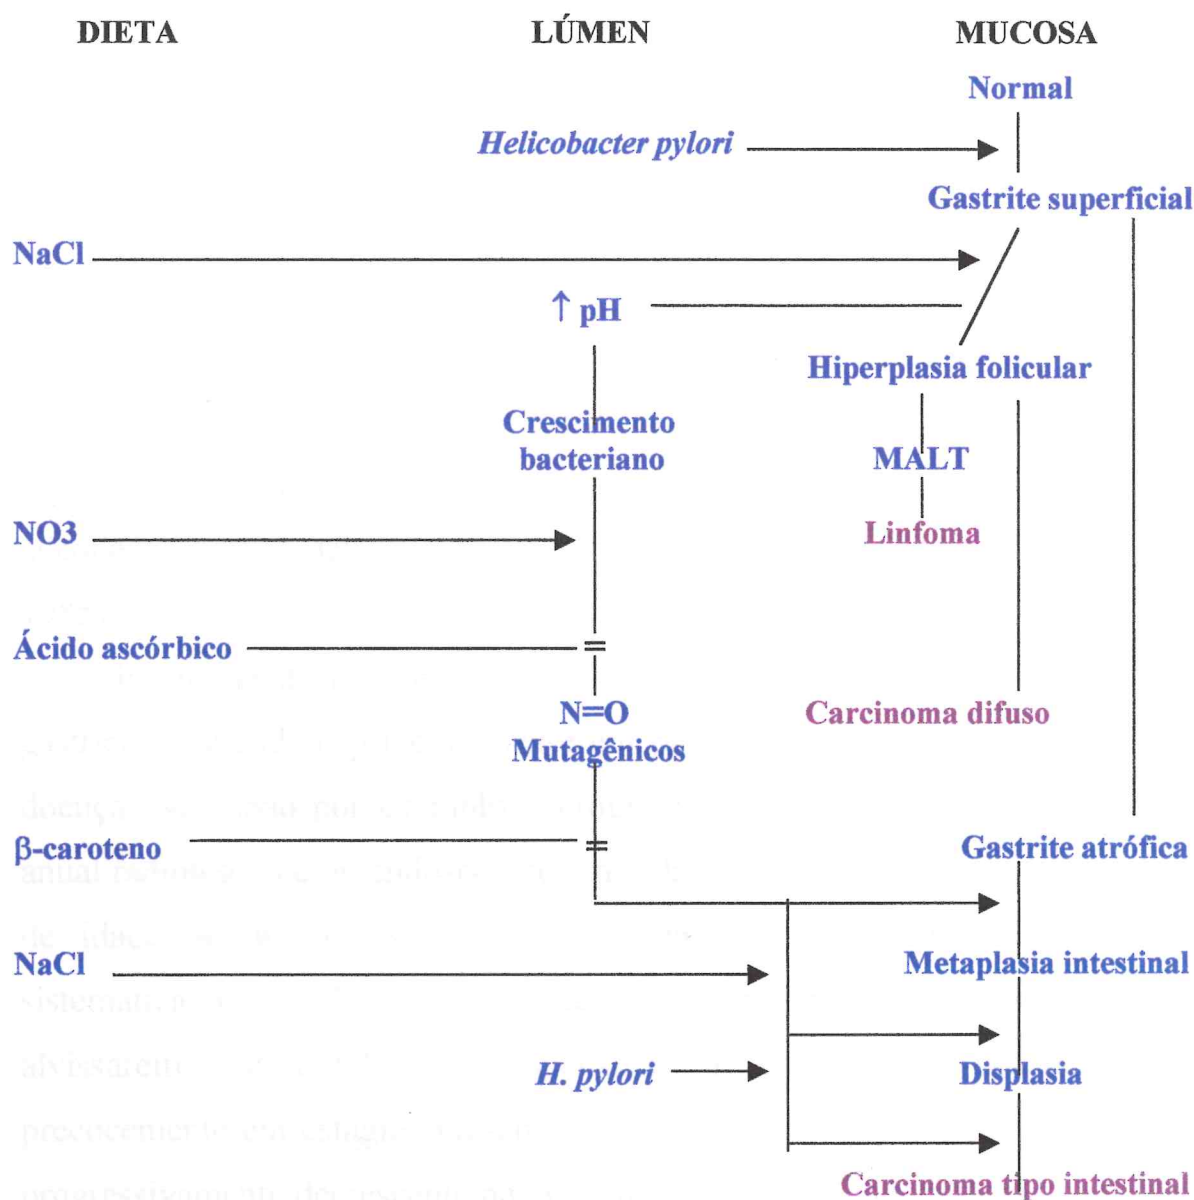 DIETA LÚMEN MUCOSA
Normal
Helicobacter pylori
Gastrite superficial
NaCl
↑ pH
Hiperplasia folicular
Crescimento
bacteriano
MALT
NO3
Linfoma
Ácido ascórbico
N=O
Mutagênicos
Carcinoma difuso
β-caroteno
Gastrite atrófica
NaCl
Metaplasia intestinal
H. pylori
Displasia
Carcinoma tipo intestinal